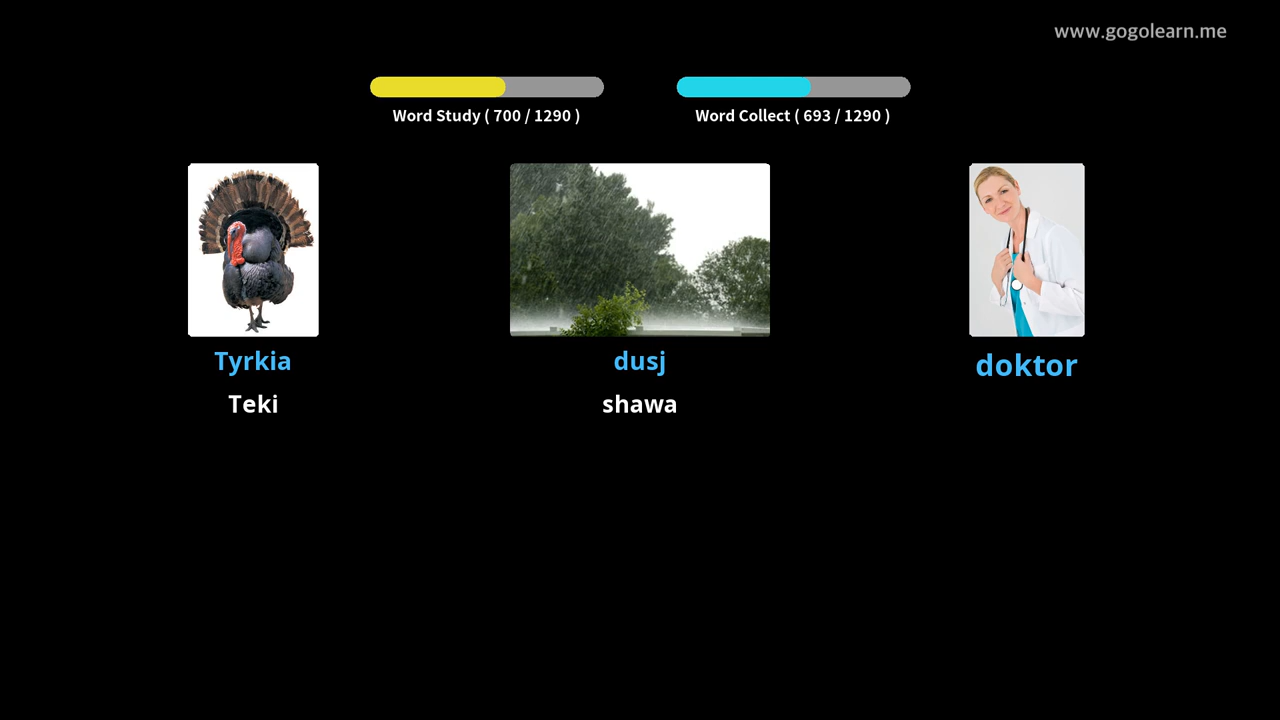 www.gogolearn.me
Word Study ( 700 / 1290 )
Word Collect ( 693 / 1290 )
Tyrkia
dusj
doktor
Teki
shawa